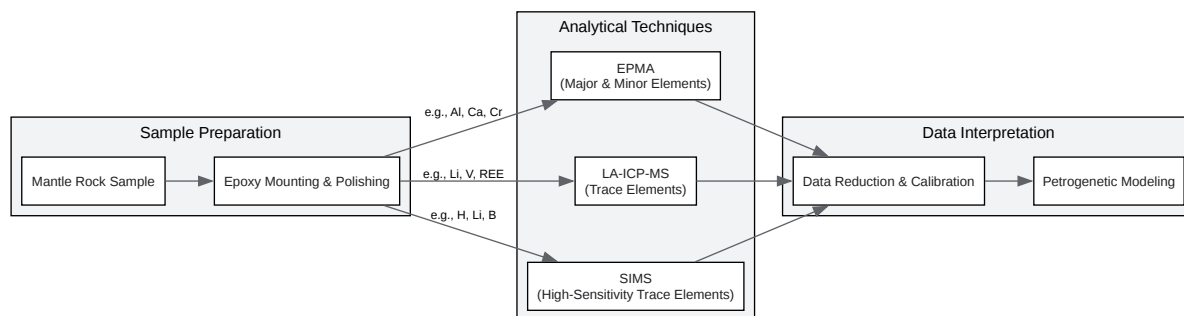 Sample Preparation
Mantle Rock Sample
Epoxy Mounting & Polishing
e.g., Al, Ca, Cr
e.g., Li, V, REE
e.g., H, Li, B
Analytical Techniques
EPMA
(Major & Minor Elements)
LA-ICP-MS
(Trace Elements)
SIMS
(High-Sensitivity Trace Elements)
Data Interpretation
Data Reduction & Calibration
Petrogenetic Modeling